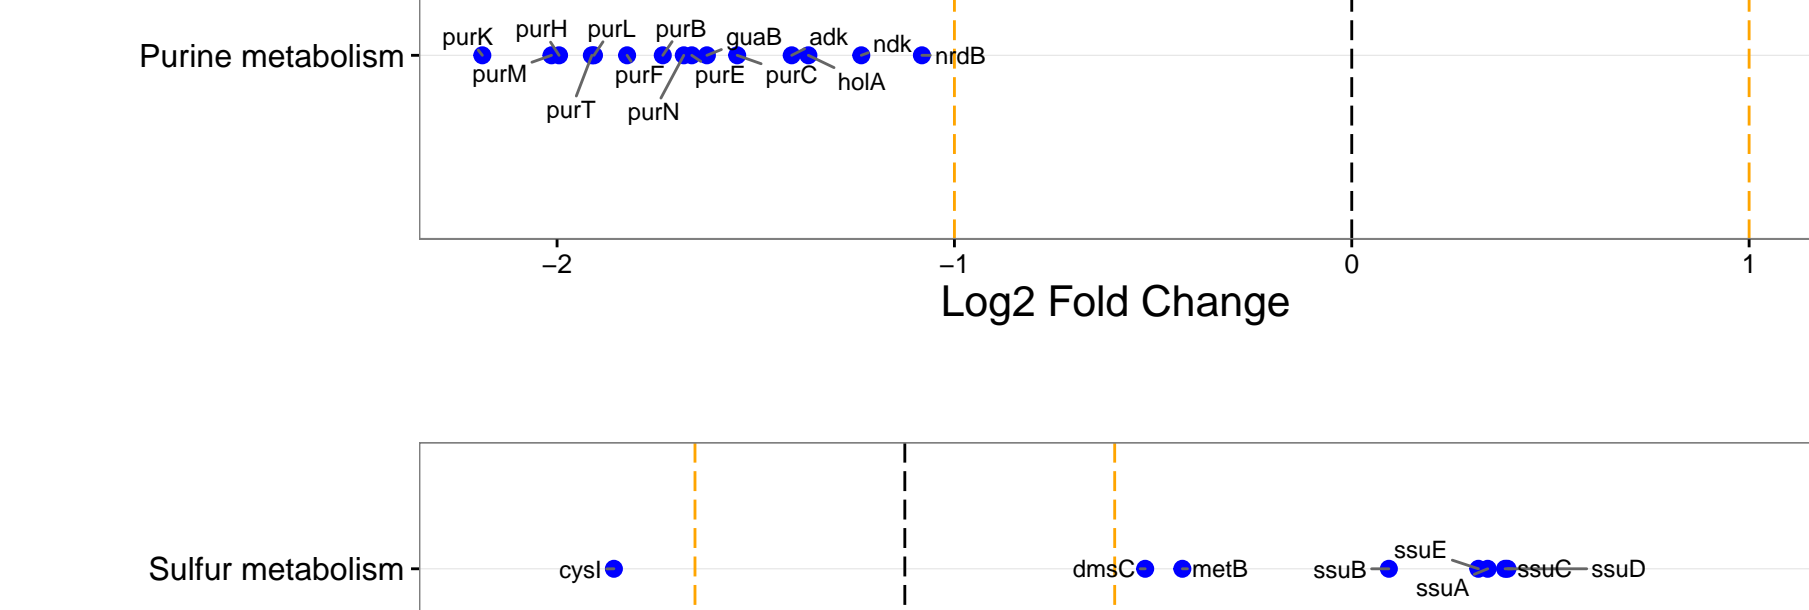 purK purH purL purB guaB adk ndk
Purine metabolism nrdB
purM purF purE purC holA
purT purN
–2 –1 0 1
Log2 Fold Change
ssuE
Sulfur metabolism cysI dmsC metB ssuB ssuC ssuD
ssuA